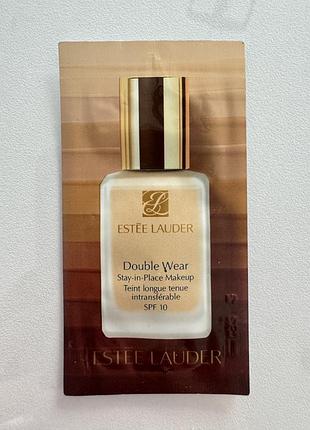 ESTĒE LAUDER
Double Wear
Stay-in-Place Makeup
Teint longue tenue
intransférable
SPF 10
ESTĒE LAUDER